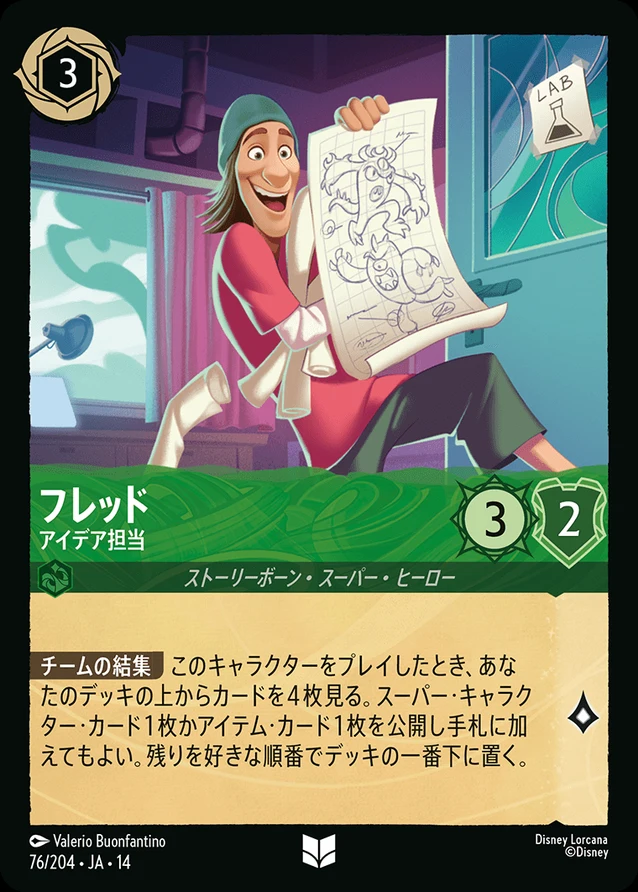 3
LAB
フレッド
アイデア担当
3
2
ストーリーボーン・スーパー・ヒーロー
チームの結集 このキャラクターをプレイしたとき、あな
たのデッキの上からカードを4枚見る。スーパー・キャラク
ター・カード1枚かアイテム・カード1枚を公開し手札に加
えてもよい。残りを好きな順番でデッキの一番下に置く。
Valerio Buonfantino
76/204・JA・14
Disney Lorcana
©Disney